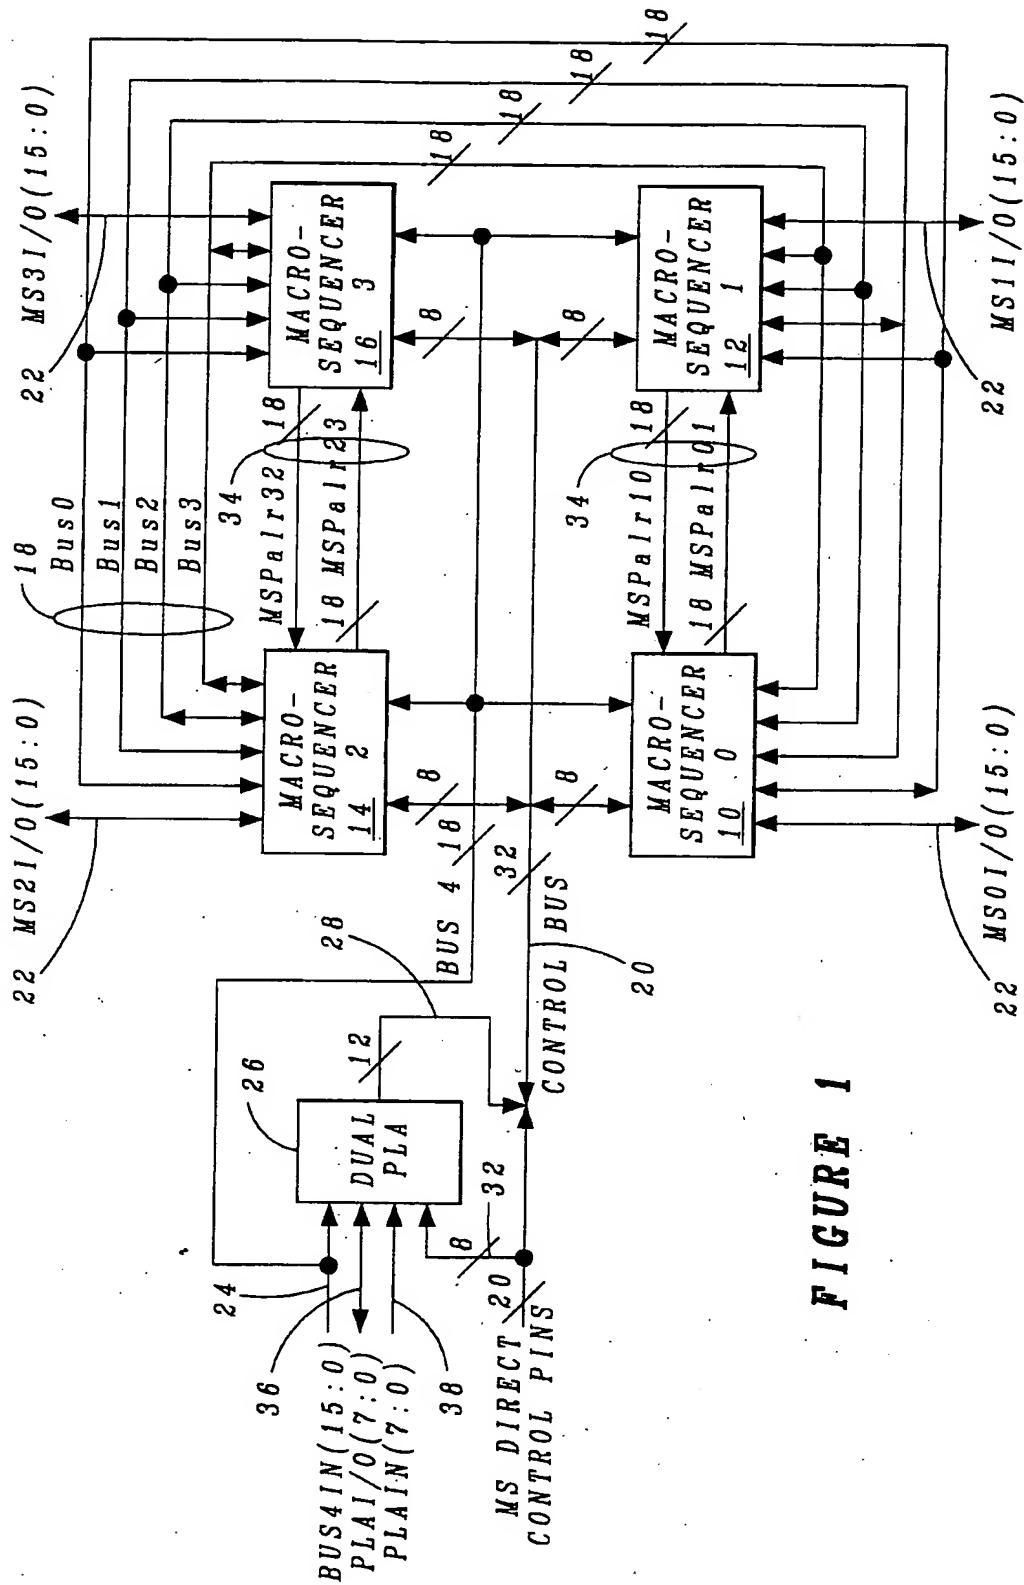 MS2I/O(15:0)
22
MS3I/O(15:0)
22
18
Bus0
Bus1
Bus2
Bus3
18
18
18
18
MACRO-
SEQUENCER
14 2
MSPair32 18
34
18 MSPair23
MACRO-
SEQUENCER
16 3
8
8
BUS 4 18
28
32
CONTROL BUS
20
8
8
26
DUAL
PLA
12
24
36
38
BUS4IN(15:0)
PLAI/O(7:0)
PLAIN(7:0)
8
32
20
MS DIRECT
CONTROL PINS
MACRO-
SEQUENCER
10 0
MSPair10 18
34
18 MSPair01
MACRO-
SEQUENCER
12 1
22
MS0I/O(15:0)
22
MS1I/O(15:0)
FIGURE 1